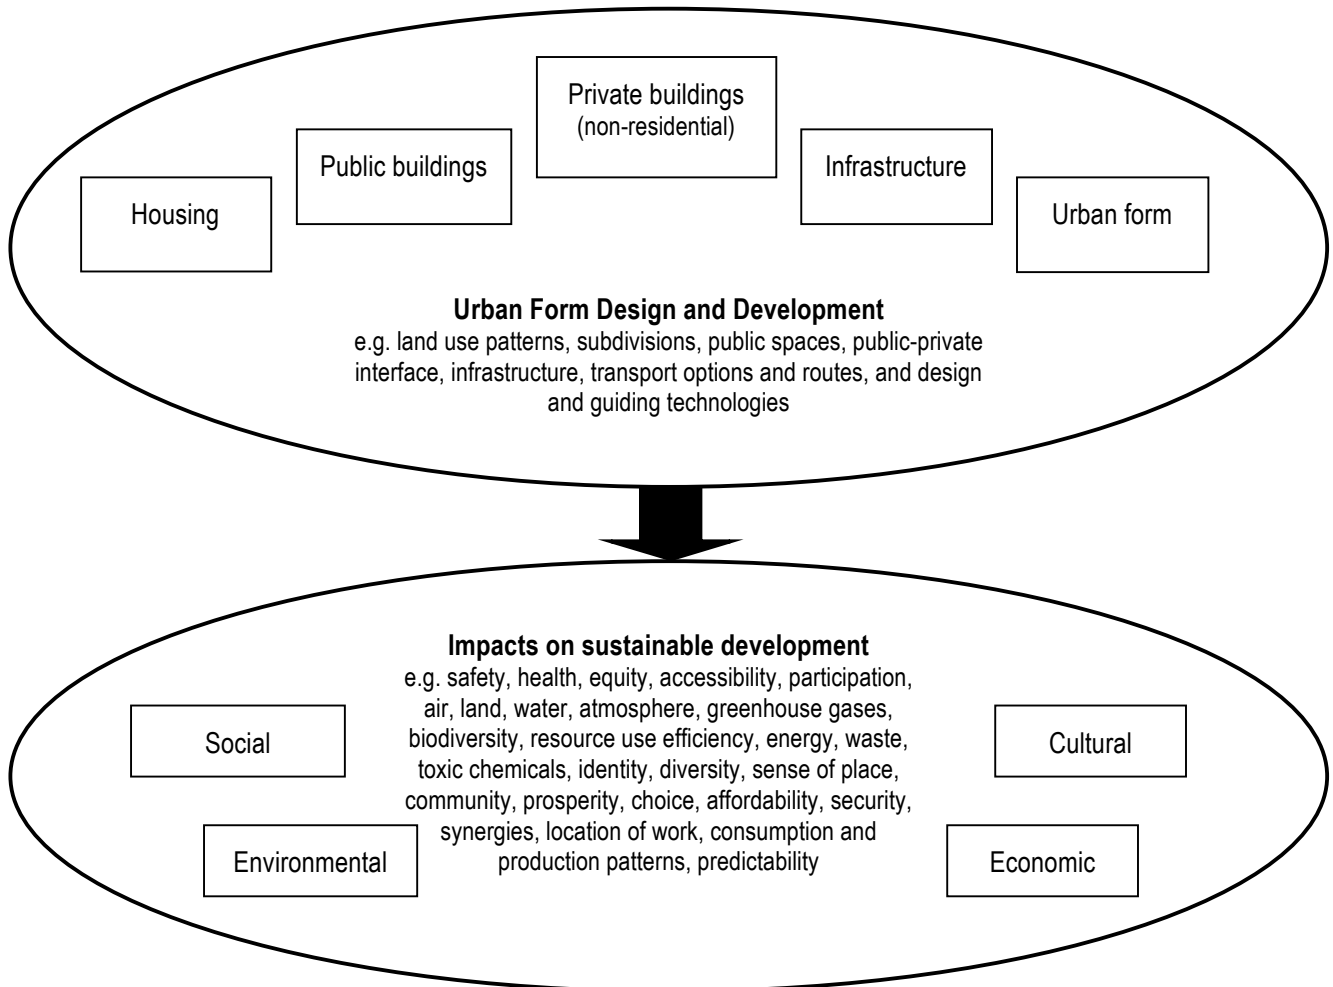 Private buildings
(non-residential)
Public buildings
Infrastructure
Housing
Urban form
Urban Form Design and Development
e.g. land use patterns, subdivisions, public spaces, public-private
interface, infrastructure, transport options and routes, and design
and guiding technologies
Impacts on sustainable development
e.g. safety, health, equity, accessibility, participation,
air, land, water, atmosphere, greenhouse gases,
biodiversity, resource use efficiency, energy, waste,
toxic chemicals, identity, diversity, sense of place,
community, prosperity, choice, affordability, security,
synergies, location of work, consumption and
production patterns, predictability
Social
Cultural
Environmental
Economic